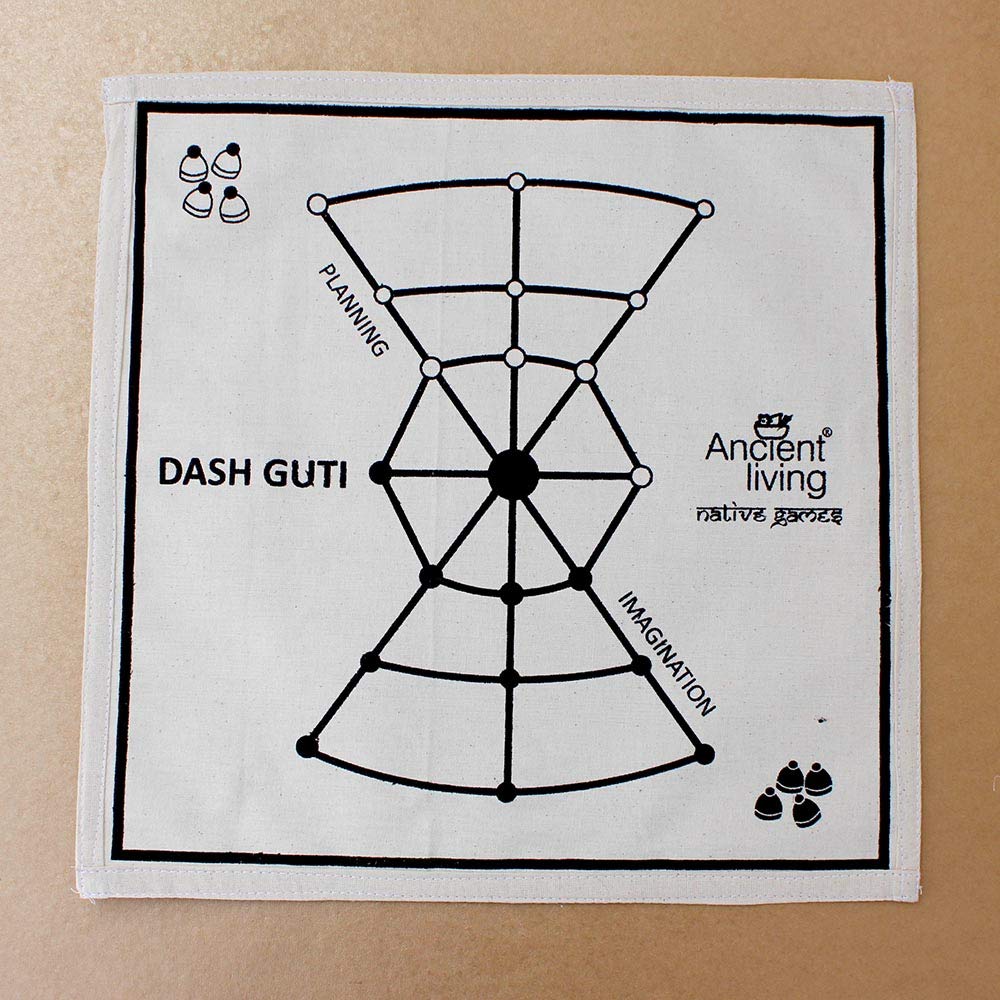 PLANNING
DASH GUTI
Ancient®
living
native games
IMAGINATION